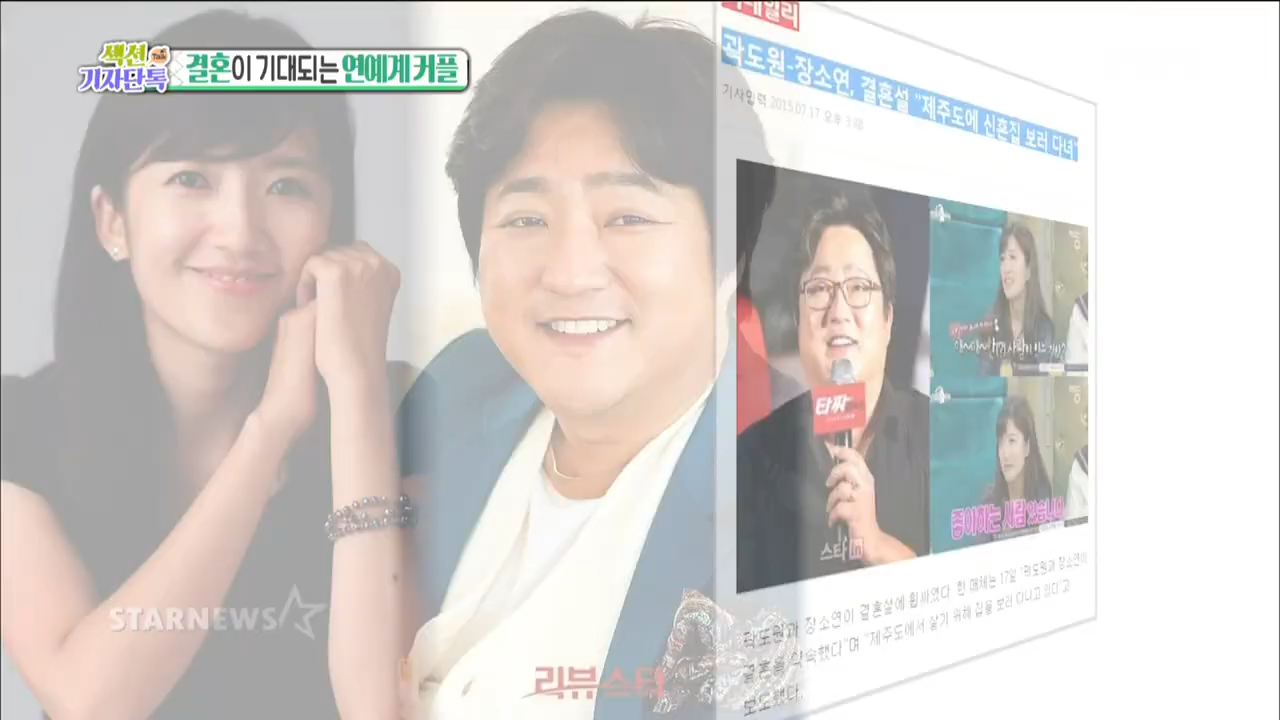 섹션
기자단톡
Talk
결혼이 기대되는 연예계 커플
곽도원-장소연, 결혼설 "제주도에 신혼집 보러 다녀"
기사입력 2015.07.17 오후 3:08
타짜
좋아하는 사람 있습니까
스타in
STARNEWS
리뷰스타
곽도원과 장소연이 결혼설에 휩싸였다. 한 매체는 17일 "곽도원과 장소연이
결혼을 약속했다"며 "제주도에서 살기 위해 집을 보러 다니고 있다"고
보도했다.